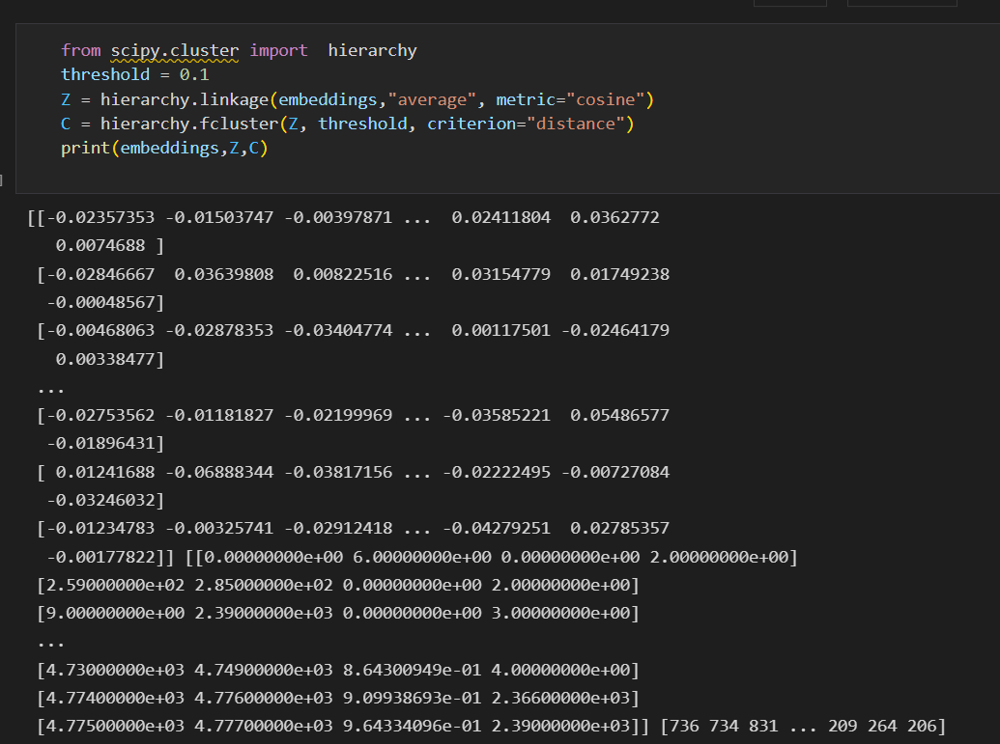 from scipy.cluster import  hierarchy
threshold = 0.1
Z = hierarchy.linkage(embeddings,"average", metric="cosine")
C = hierarchy.fcluster(Z, threshold, criterion="distance")
print(embeddings,Z,C)
]
[[-0.02357353 -0.01503747 -0.00397871 ...  0.02411804  0.0362772
   0.0074688 ]
 [-0.02846667  0.03639808  0.00822516 ...  0.03154779  0.01749238
  -0.00048567]
 [-0.00468063 -0.02878353 -0.03404774 ...  0.00117501 -0.02464179
   0.00338477]
 ...
 [-0.02753562 -0.01181827 -0.02199969 ... -0.03585221  0.05486577
  -0.01896431]
 [ 0.01241688 -0.06888344 -0.03817156 ... -0.02222495 -0.00727084
  -0.03246032]
 [-0.01234783 -0.00325741 -0.02912418 ... -0.04279251  0.02785357
  -0.00177822]] [[0.00000000e+00 6.00000000e+00 0.00000000e+00 2.00000000e+00]
 [2.59000000e+02 2.85000000e+02 0.00000000e+00 2.00000000e+00]
 [9.00000000e+00 2.39000000e+03 0.00000000e+00 3.00000000e+00]
 ...
 [4.73000000e+03 4.74900000e+03 8.64300949e-01 4.00000000e+00]
 [4.77400000e+03 4.77600000e+03 9.09938693e-01 2.36600000e+03]
 [4.77500000e+03 4.77700000e+03 9.64334096e-01 2.39000000e+03]] [736 734 831 ... 209 264 206]